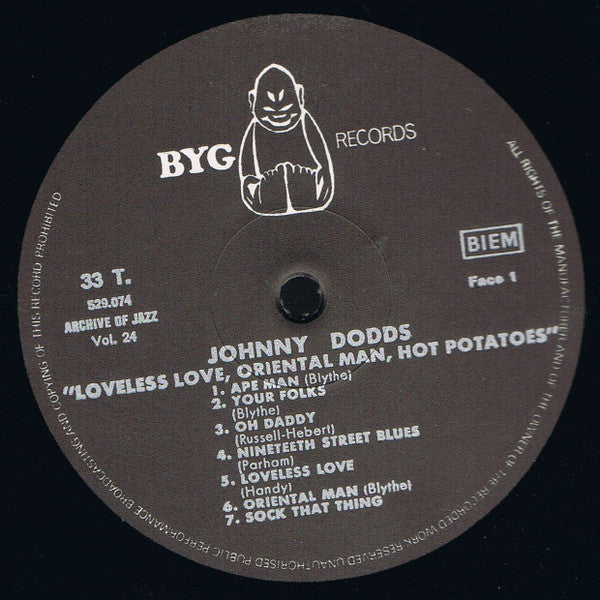 BYG RECORDS
BIEM
33 T.
Face 1
529.074
ARCHIVE OF JAZZ
Vol. 24
JOHNNY DODDS
"LOVELESS LOVE, ORIENTAL MAN, HOT POTATOES"
1. APE MAN (Blythe)
2. YOUR FOLKS
(Blythe)
3. OH DADDY
(Russell-Hebert)
4. NINETEETH STREET BLUES
(Parham)
5. LOVELESS LOVE
(Handy)
6. ORIENTAL MAN (Blythe)
7. SOCK THAT THING
ALL RIGHTS OF THE MANUFACTURER AND OF THE OWNER OF THE RECORDED WORK RESERVED UNAUTHORISED PUBLIC PERFORMANCE BROADCASTING AND COPYING OF THIS RECORD PROHIBITED